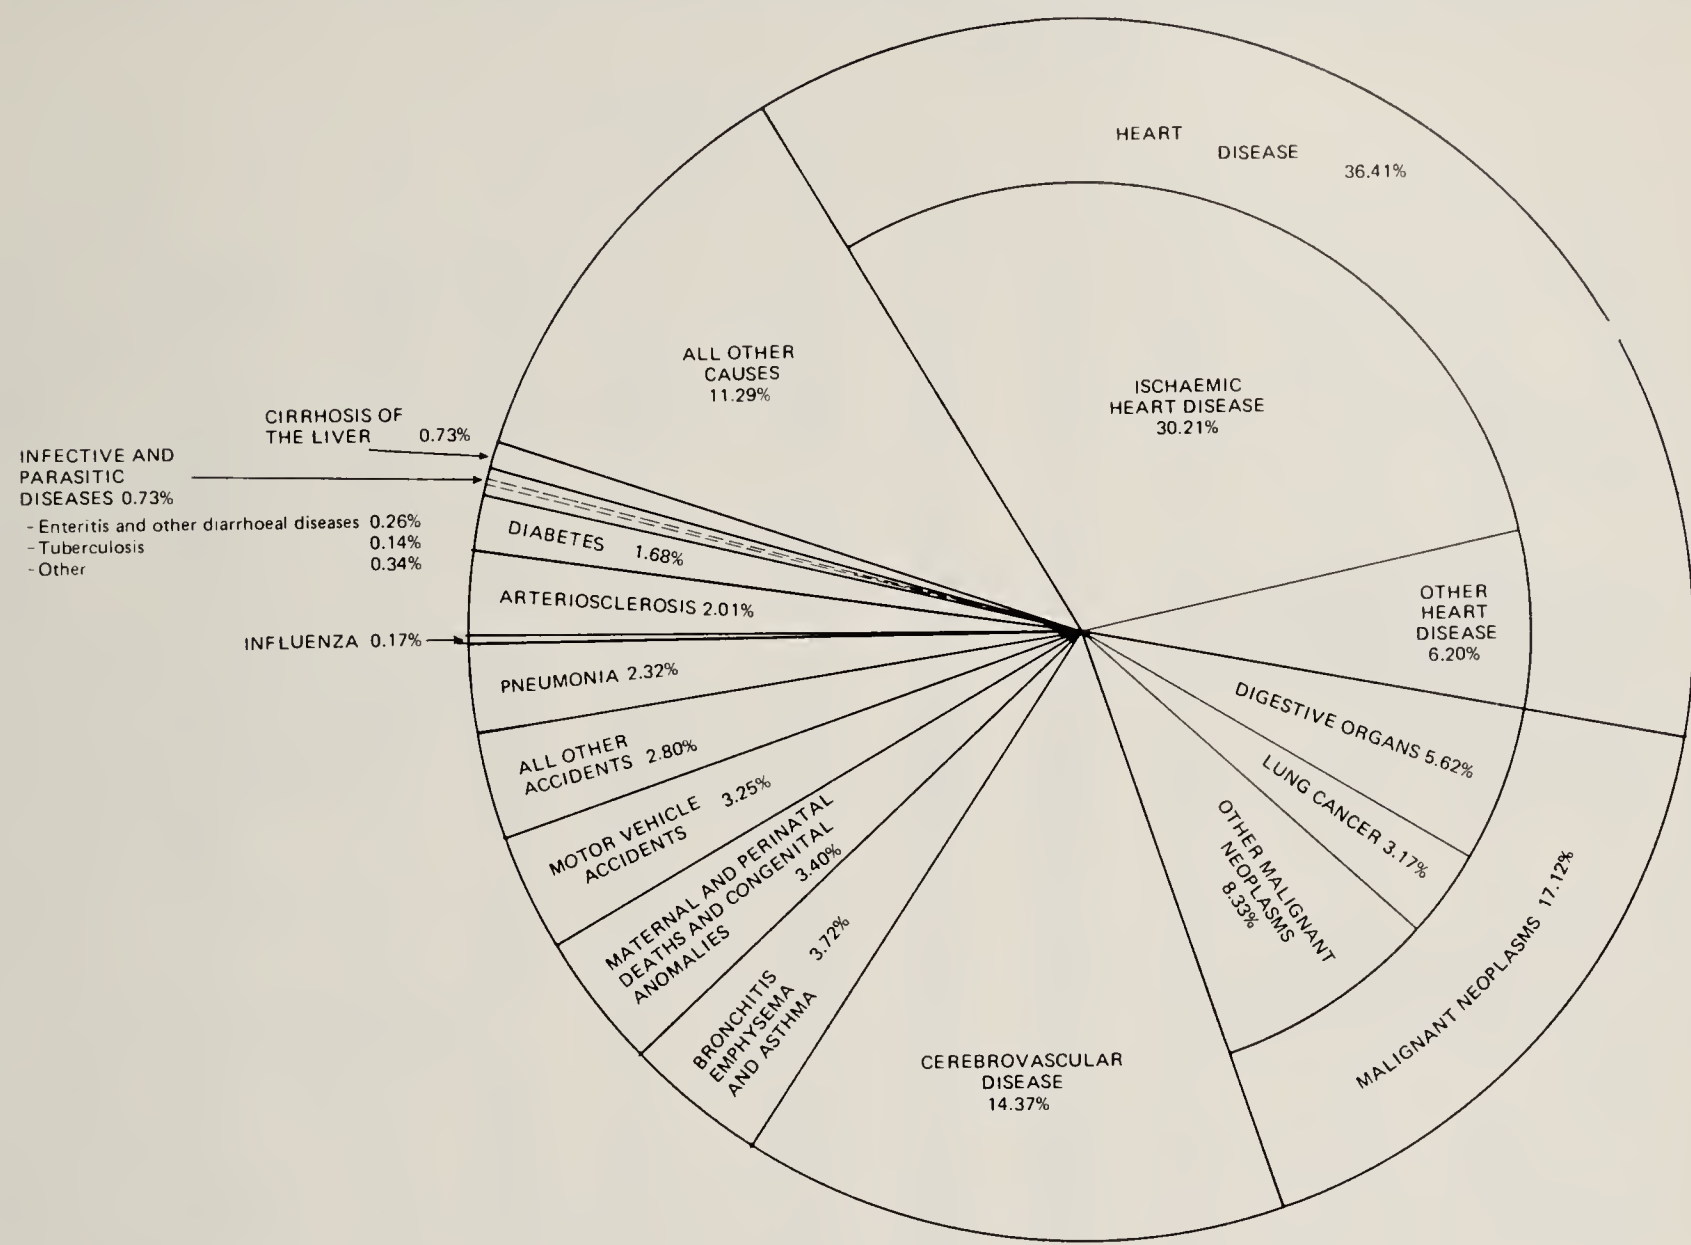 HEART
DISEASE
36.41%
ISCHAEMIC
HEART DISEASE
30.21%
OTHER
HEART
DISEASE
6.20%
DIGESTIVE ORGANS 5.62%
LUNG CANCER 3.17%
OTHER MALIGNANT
NEOPLASMS
8.33%
MALIGNANT NEOPLASMS 17.12%
CEREBROVASCULAR
DISEASE
14.37%
BRONCHITIS
EMPHYSEMA
AND ASTHMA
3.72%
MATERNAL AND PERINATAL
DEATHS AND CONGENITAL
ANOMALIES 3.40%
MOTOR VEHICLE
ACCIDENTS
3.25%
ALL OTHER
ACCIDENTS 2.80%
PNEUMONIA 2.32%
INFLUENZA 0.17%
ARTERIOSCLEROSIS 2.01%
DIABETES 1.68%
INFECTIVE AND
PARASITIC
DISEASES 0.73%
- Enteritis and other diarrhoeal diseases 0.26%
- Tuberculosis 0.14%
- Other 0.34%
CIRRHOSIS OF
THE LIVER 0.73%
ALL OTHER
CAUSES
11.29%